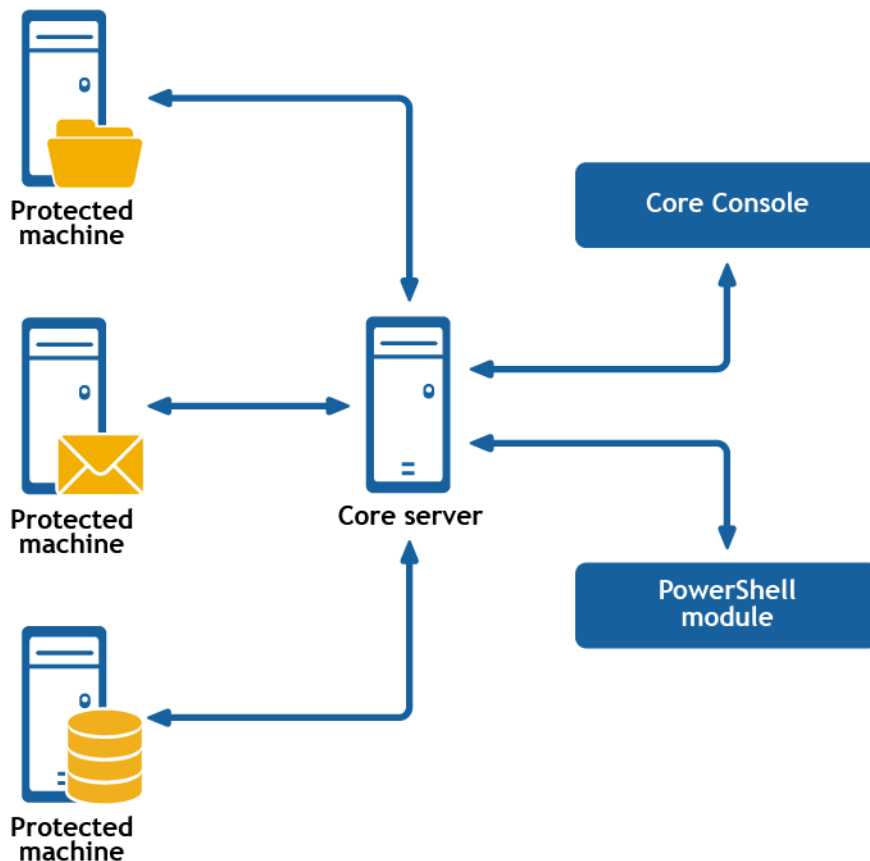 Protected
machine
Core Console
Protected
machine
Core server
PowerShell
module
Protected
machine